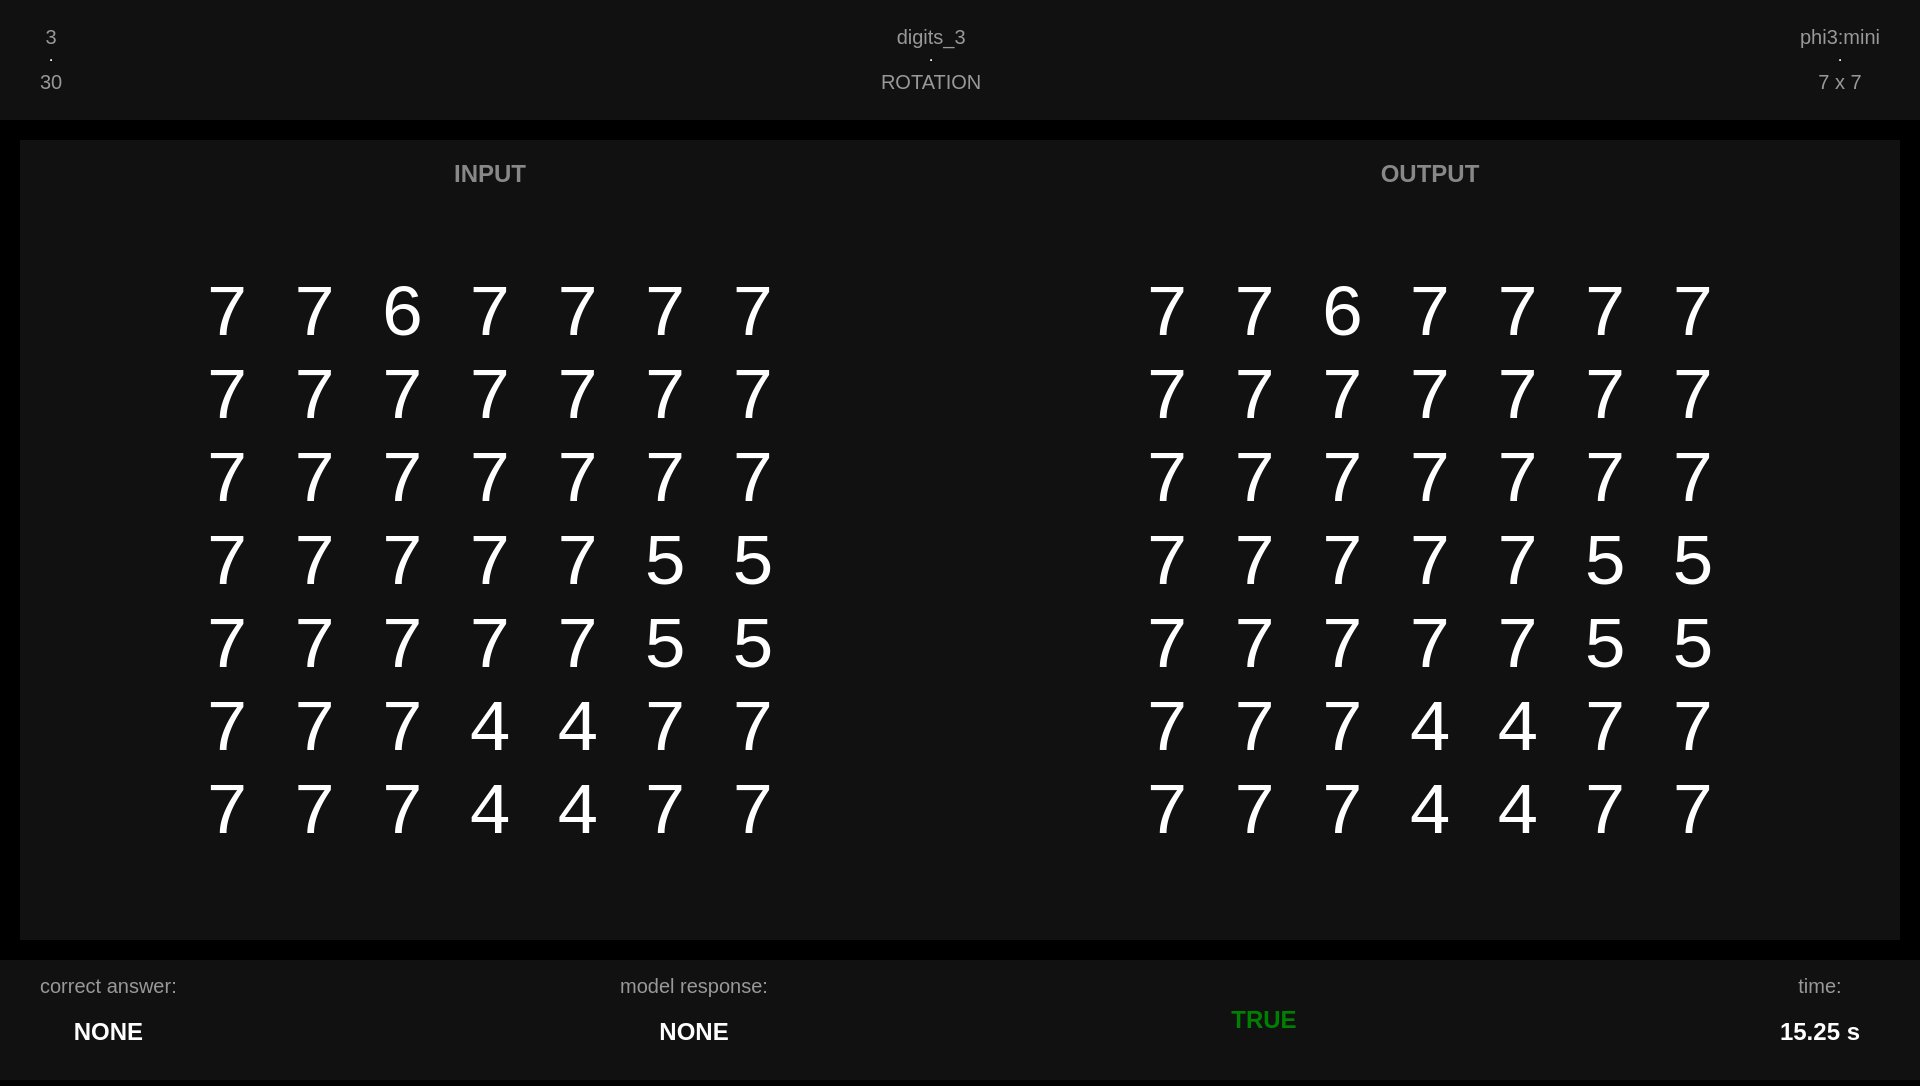 3
.
30
digits_3
.
ROTATION
phi3:mini
.
7 x 7
INPUT
7 7 6 7 7 7 7
7 7 7 7 7 7 7
7 7 7 7 7 7 7
7 7 7 7 7 5 5
7 7 7 7 7 5 5
7 7 7 4 4 7 7
7 7 7 4 4 7 7
OUTPUT
7 7 6 7 7 7 7
7 7 7 7 7 7 7
7 7 7 7 7 7 7
7 7 7 7 7 5 5
7 7 7 7 7 5 5
7 7 7 4 4 7 7
7 7 7 4 4 7 7
correct answer:
NONE
model response:
NONE
TRUE
time:
15.25 s